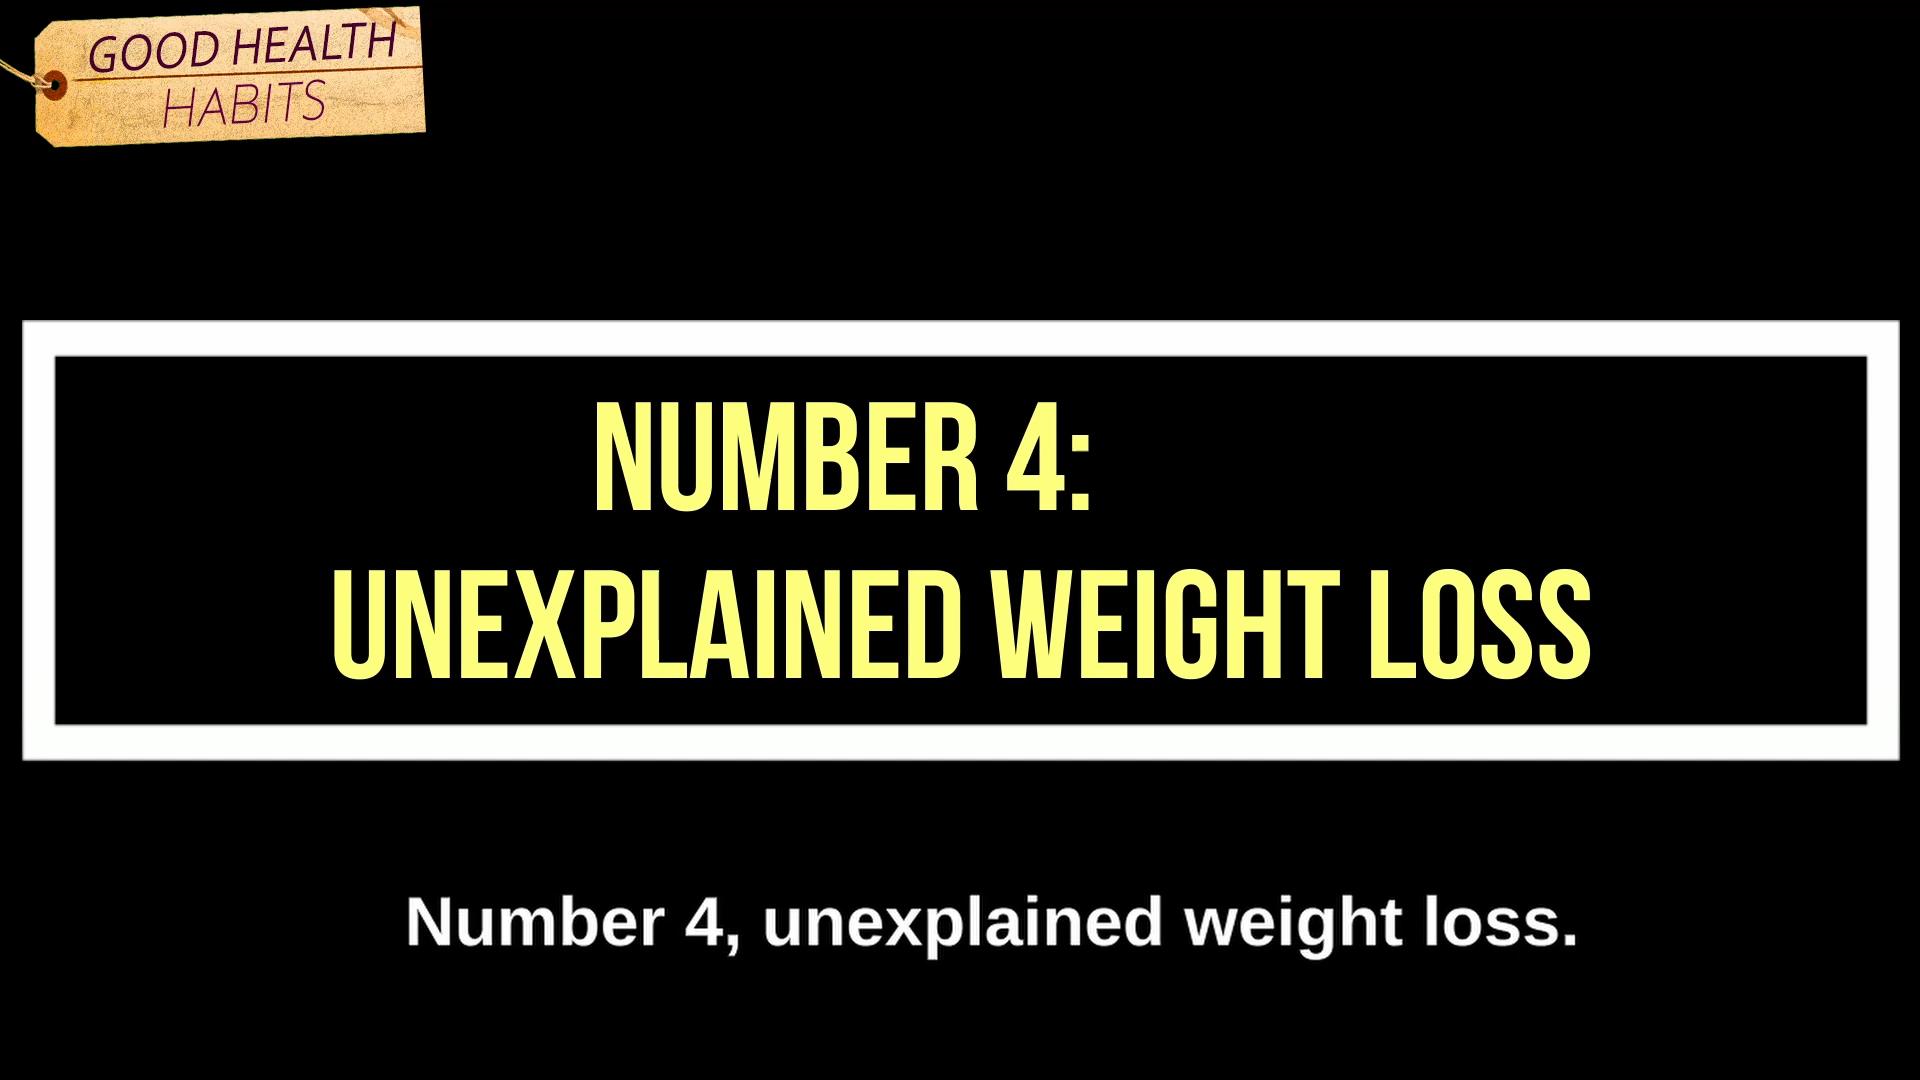 GOOD HEALTH
HABITS
NUMBER 4:
UNEXPLAINED WEIGHT LOSS
Number 4, unexplained weight loss.